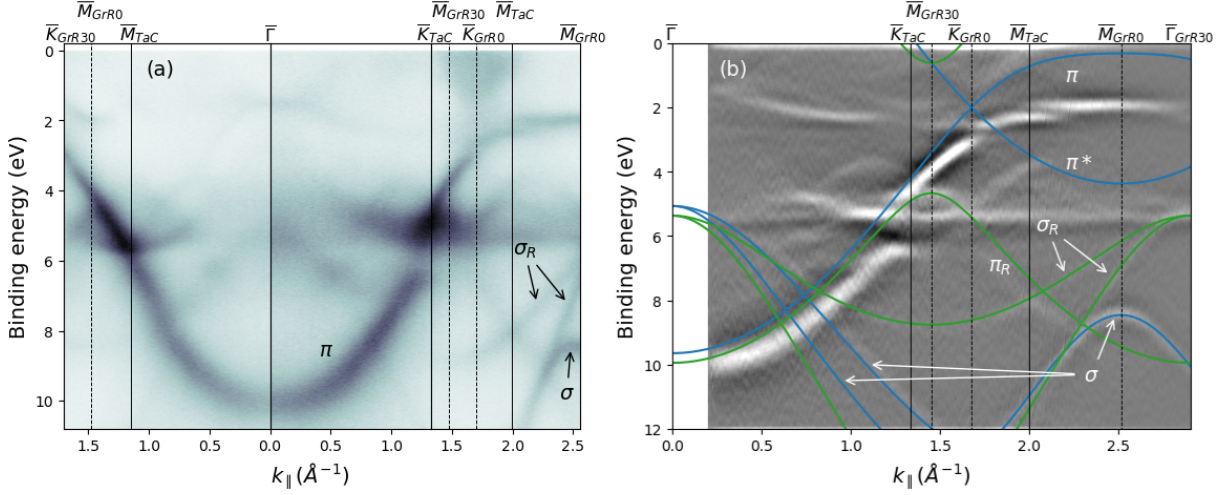 M̅GrR0 M̅GrR30 M̅TaC
K̅GrR30 M̅TaC Γ̅ K̅TaC K̅GrR0 M̅GrR0
(a)
0
2
4
6
8
10
Binding energy (eV)
π
σR
σ
1.5 1.0 0.5 0.0 0.5 1.0 1.5 2.0 2.5
k∥(Å⁻¹)
M̅GrR30
Γ̅ K̅TaC K̅GrR0 M̅TaC M̅GrR0 Γ̅GrR30
(b)
0
2
4
6
8
10
12
Binding energy (eV)
π
π*
σR
πR
σ
0.0 0.5 1.0 1.5 2.0 2.5
k∥(Å⁻¹)